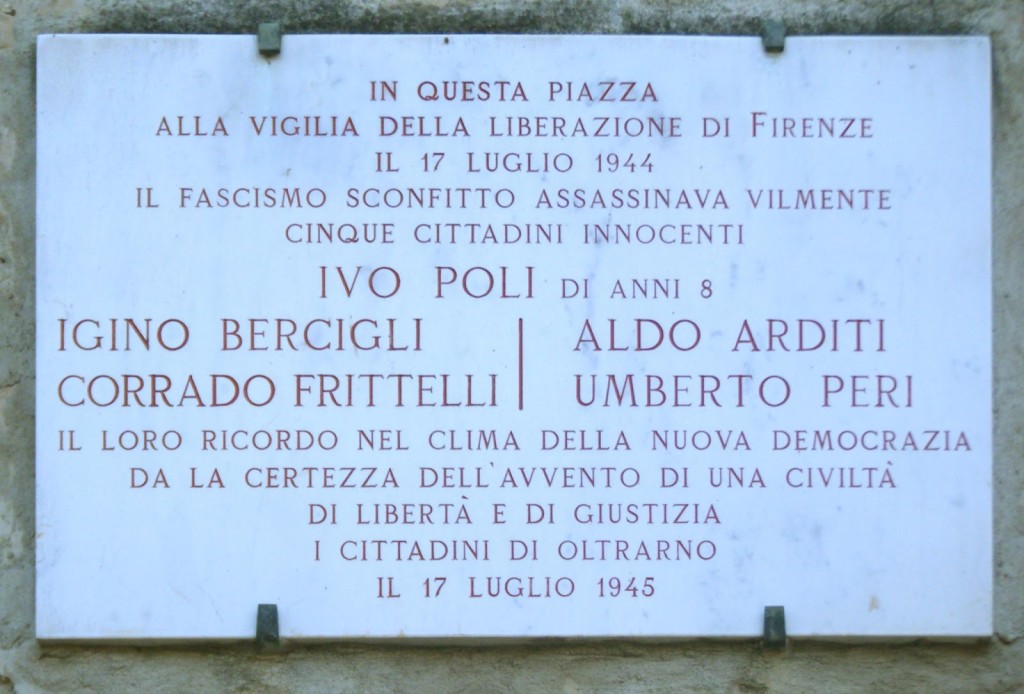 IN QUESTA PIAZZA
ALLA VIGILIA DELLA LIBERAZIONE DI FIRENZE
IL 17 LUGLIO 1944
IL FASCISMO SCONFITTO ASSASSINAVA VILMENTE
CINQUE CITTADINI INNOCENTI
IVO POLI DI ANNI 8
IGINO BERCIGLI | ALDO ARDITI
CORRADO FRITTELLI | UMBERTO PERI
IL LORO RICORDO NEL CLIMA DELLA NUOVA DEMOCRAZIA
DA LA CERTEZZA DELL'AVVENTO DI UNA CIVILTÀ
DI LIBERTÀ E DI GIUSTIZIA
I CITTADINI DI OLTRARNO
IL 17 LUGLIO 1945